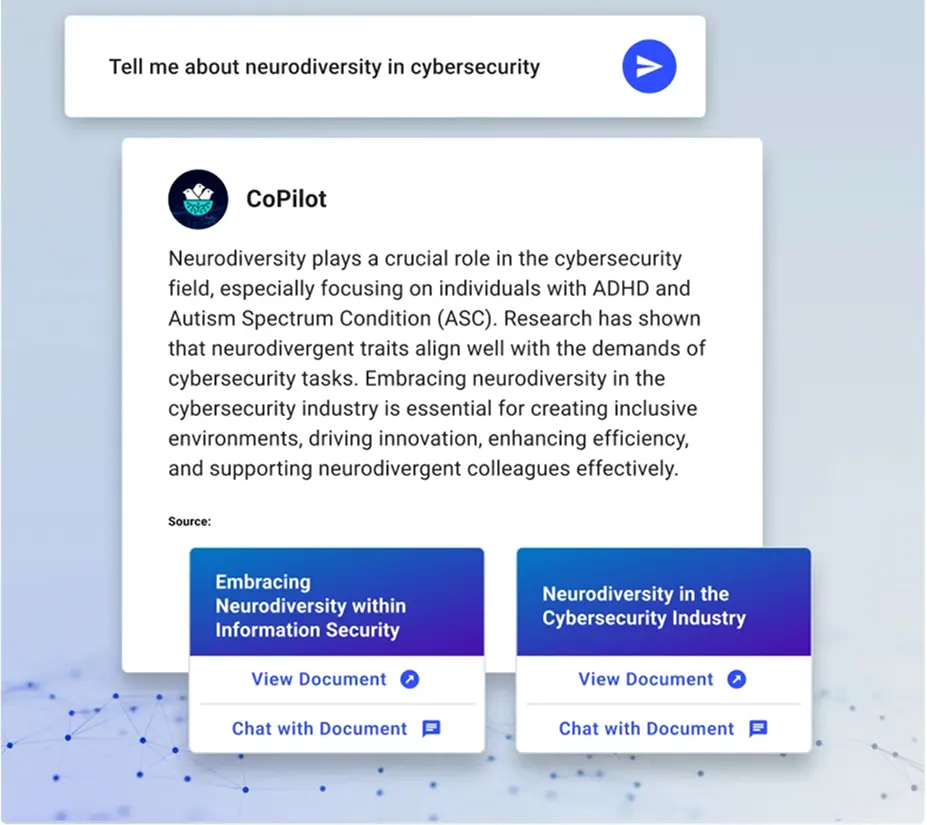 Tell me about neurodiversity in cybersecurity
CoPilot
Neurodiversity plays a crucial role in the cybersecurity
field, especially focusing on individuals with ADHD and
Autism Spectrum Condition (ASC). Research has shown
that neurodivergent traits align well with the demands of
cybersecurity tasks. Embracing neurodiversity in the
cybersecurity industry is essential for creating inclusive
environments, driving innovation, enhancing efficiency,
and supporting neurodivergent colleagues effectively.
Source:
Embracing
Neurodiversity within
Information Security
View Document
Chat with Document
Neurodiversity in the
Cybersecurity Industry
View Document
Chat with Document